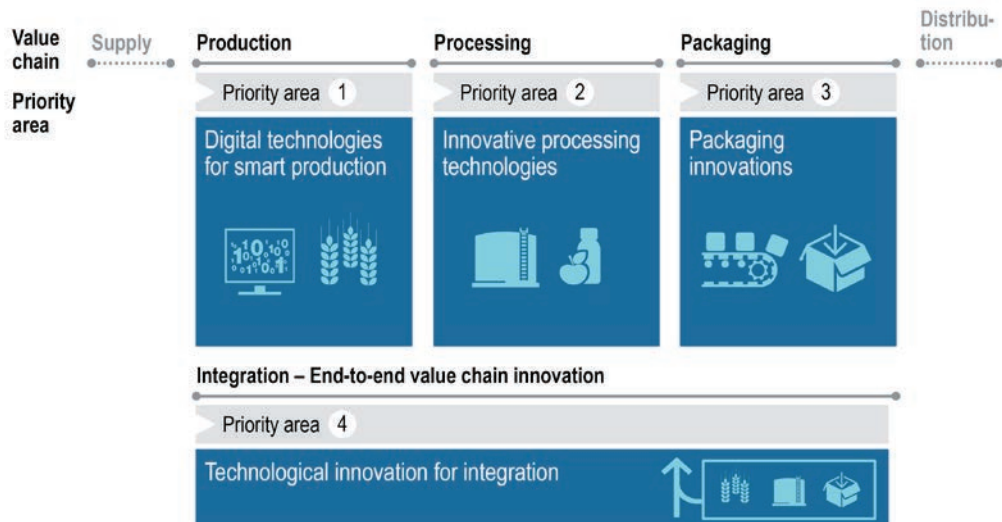 Value
chain
Supply
Production
Processing
Packaging
Distribu-
tion
Priority
area
Priority area 1
Priority area 2
Priority area 3
Digital technologies
for smart production
Innovative processing
technologies
Packaging
innovations
Integration – End-to-end value chain innovation
Priority area 4
Technological innovation for integration